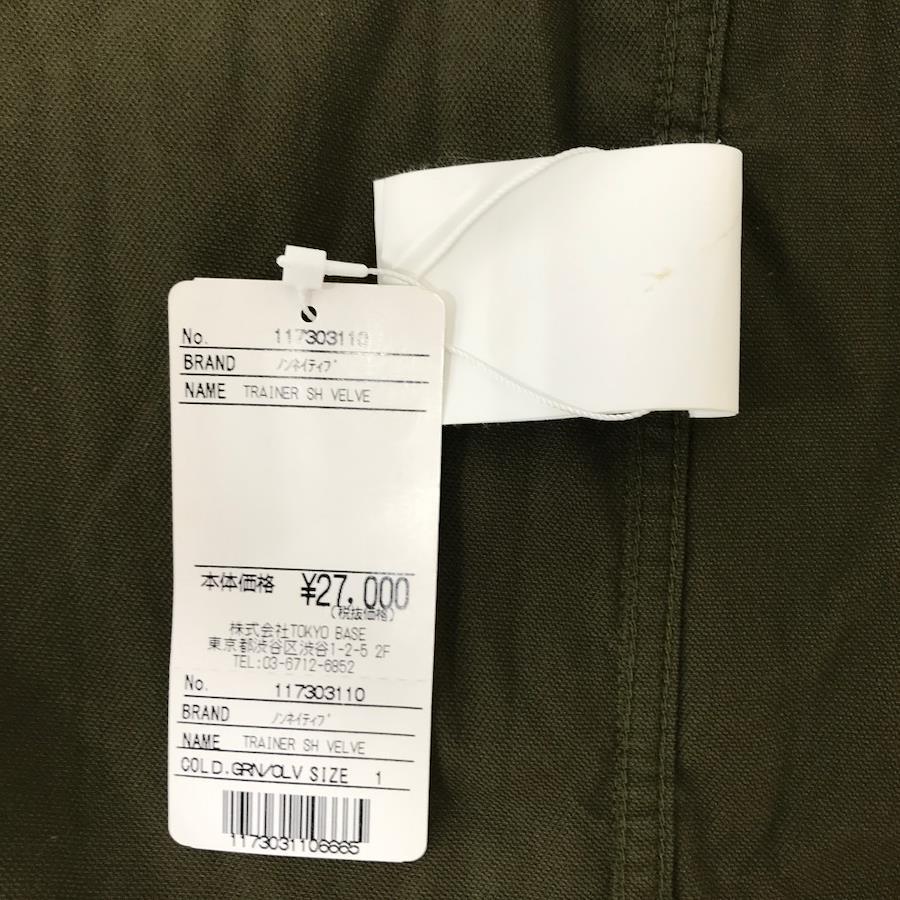 No. 117303110
BRAND ﾉﾝﾈｲﾃｨﾌﾞ
NAME TRAINER SH VELVE
本体価格 ¥27,000
(税抜価格)
株式会社TOKYO BASE
東京都渋谷区渋谷1-2-5 2F
TEL:03-6712-6852
No. 117303110
BRAND ﾉﾝﾈｲﾃｨﾌﾞ
NAME TRAINER SH VELVE
COLD.GRN/OLV SIZE 1
1173031106665